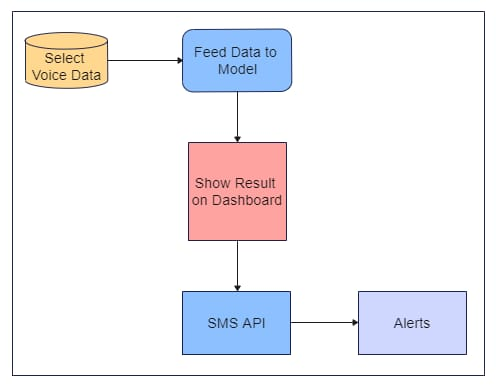 Select
Voice Data
Feed Data to
Model
Show Result
on Dashboard
SMS API
Alerts